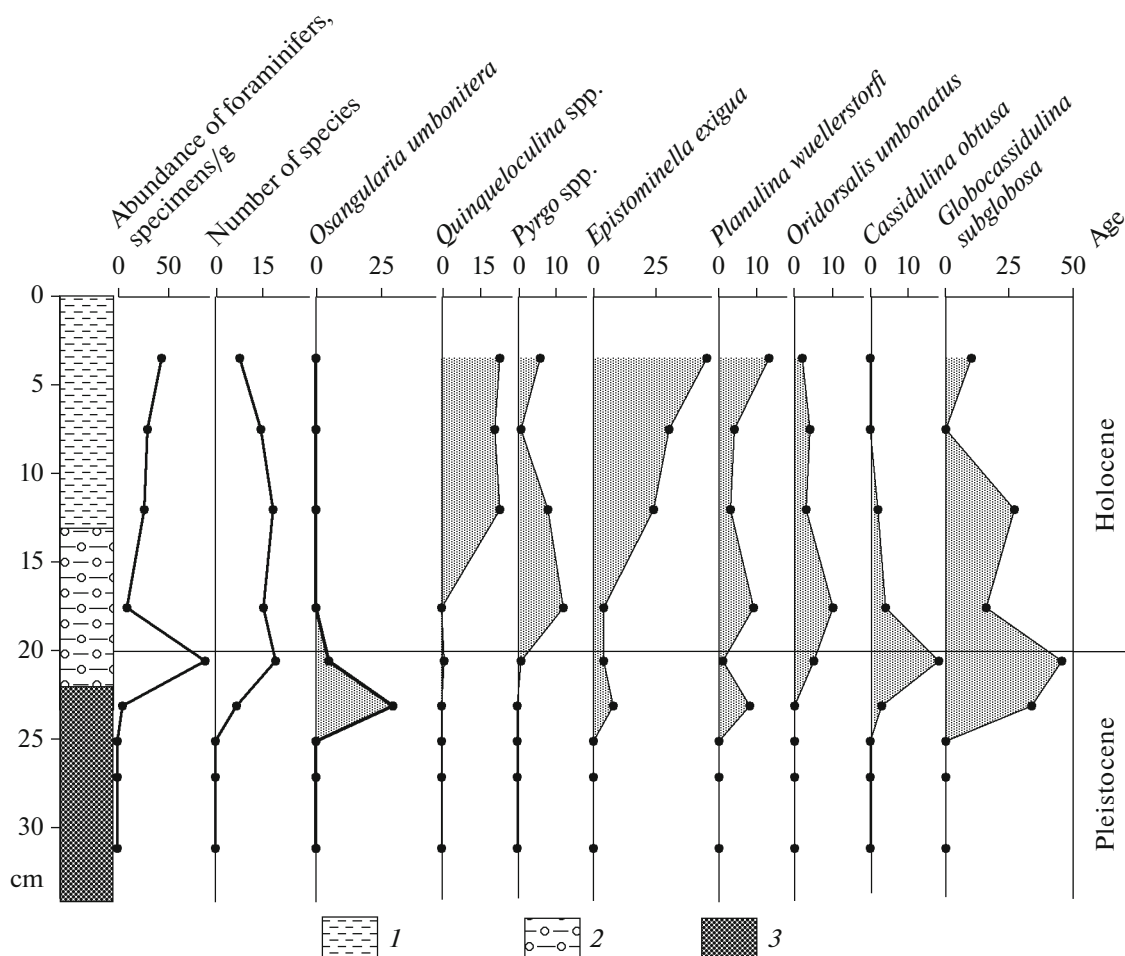 Abundance of foraminifers,
specimens/g
Number of species
Osangularia umbonitera
Quinqueloculina spp.
Pyrgo spp.
Epistominella exigua
Planulina wuellerstorfi
Oridorsalis umbonatus
Cassidulina obtusa
Globocassidulina
subglobosa
Age
0 50 0 15 0 25 0 15 0 10 0 25 0 10 0 10 0 10 0 25 50
0
5
10
15
20
25
30
cm
Holocene
Pleistocene
1 2 3